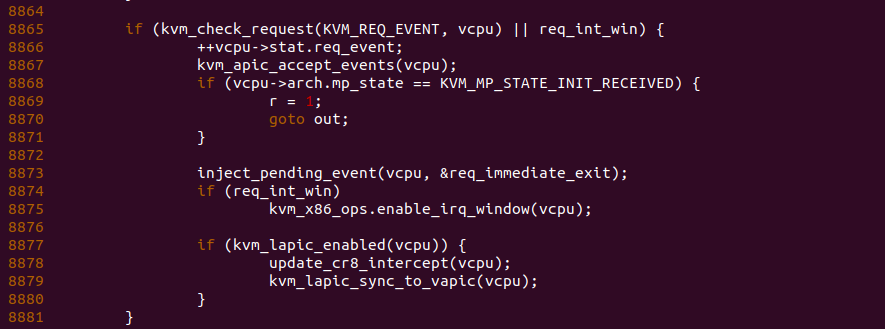 8864
8865         if (kvm_check_request(KVM_REQ_EVENT, vcpu) || req_int_win) {
8866                 ++vcpu->stat.req_event;
8867                 kvm_apic_accept_events(vcpu);
8868                 if (vcpu->arch.mp_state == KVM_MP_STATE_INIT_RECEIVED) {
8869                         r = 1;
8870                         goto out;
8871                 }
8872
8873                 inject_pending_event(vcpu, &req_immediate_exit);
8874                 if (req_int_win)
8875                         kvm_x86_ops.enable_irq_window(vcpu);
8876
8877                 if (kvm_lapic_enabled(vcpu)) {
8878                         update_cr8_intercept(vcpu);
8879                         kvm_lapic_sync_to_vapic(vcpu);
8880                 }
8881         }